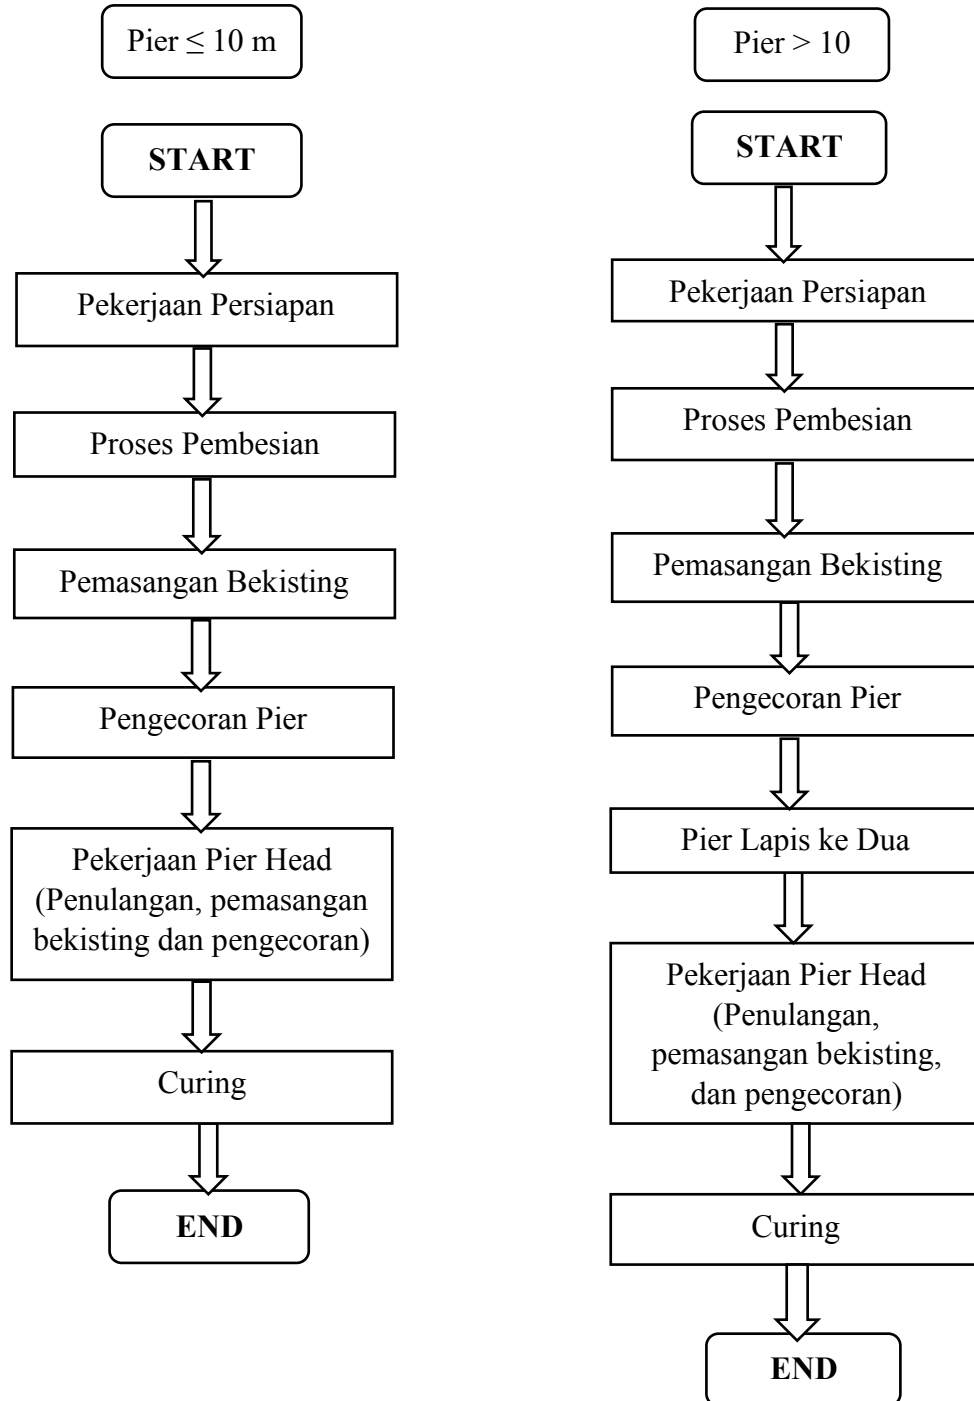 Pier ≤ 10 m
START
Pekerjaan Persiapan
Proses Pembesian
Pemasangan Bekisting
Pengecoran Pier
Pekerjaan Pier Head
(Penulangan, pemasangan
bekisting dan pengecoran)
Curing
END
Pier > 10
START
Pekerjaan Persiapan
Proses Pembesian
Pemasangan Bekisting
Pengecoran Pier
Pier Lapis ke Dua
Pekerjaan Pier Head
(Penulangan,
pemasangan bekisting,
dan pengecoran)
Curing
END